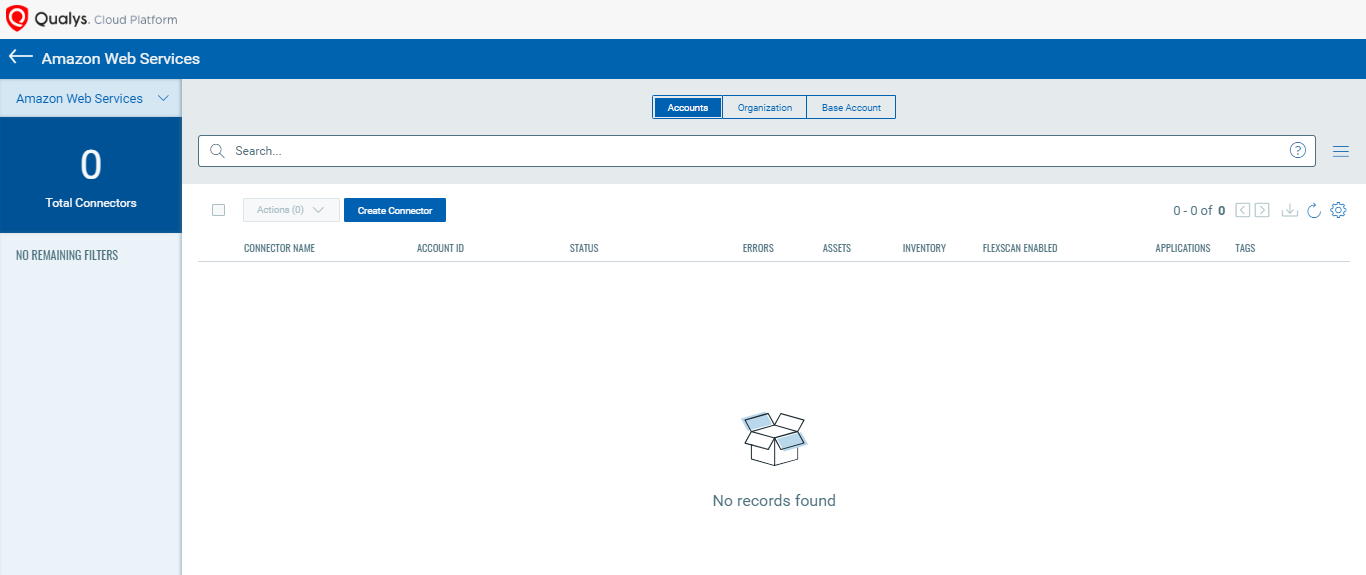 Qualys. Cloud Platform
Amazon Web Services
Amazon Web Services
0
Total Connectors
NO REMAINING FILTERS
Accounts Organization Base Account
Search...
?
Actions (0) Create Connector 0 - 0 of 0
CONNECTOR NAME ACCOUNT ID STATUS ERRORS ASSETS INVENTORY FLEXSCAN ENABLED APPLICATIONS TAGS
No records found